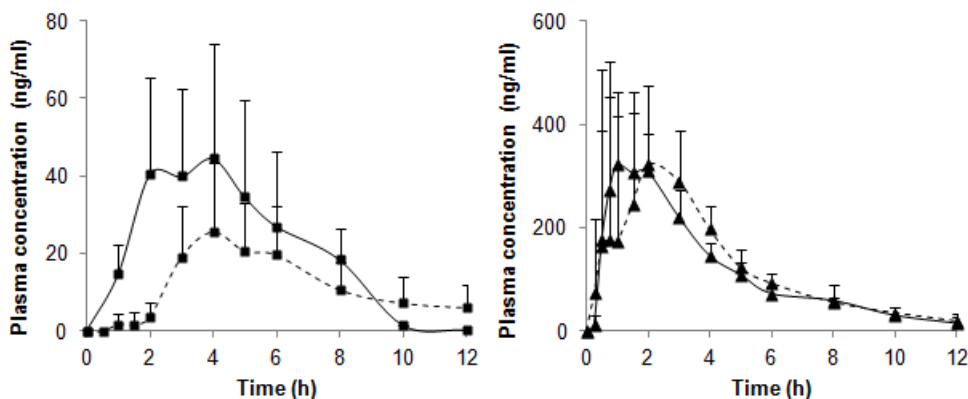 Plasma concentration (ng/ml)
80
60
40
20
0
0 2 4 6 8 10 12
Time (h)
Plasma concentration (ng/ml)
600
400
200
0
0 2 4 6 8 10 12
Time (h)